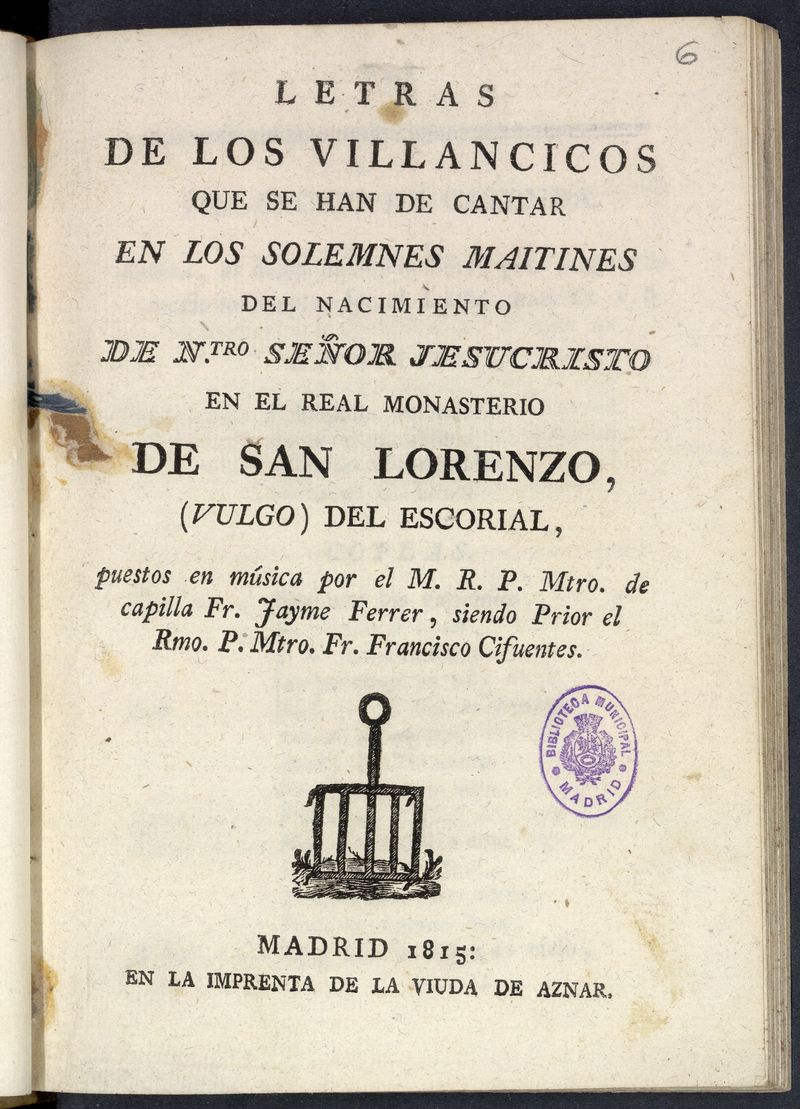 6
LETRAS
DE LOS VILLANCICOS
QUE SE HAN DE CANTAR
EN LOS SOLEMNES MAITINES
DEL NACIMIENTO
DE N.TRO SEÑOR JESUCRISTO
EN EL REAL MONASTERIO
DE SAN LORENZO,
(VULGO) DEL ESCORIAL,
puestos en música por el M. R. P. Mtro. de
capilla Fr. Jayme Ferrer, siendo Prior el
Rmo. P. Mtro. Fr. Francisco Cifuentes.
BIBLIOTECA MUNICIPAL
MADRID
MADRID 1815:
EN LA IMPRENTA DE LA VIUDA DE AZNAR.